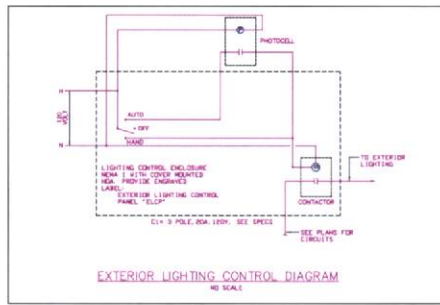 PHOTOCELL
H
120
VOLT
N
AUTO
OFF
HAND
LIGHTING CONTROL ENCLOSURE
NEMA 1 WITH COVER MOUNTED
HOA. PROVIDE ENGRAVED
LABEL:
EXTERIOR LIGHTING CONTROL
PANEL "ELCP"
TO EXTERIOR
LIGHTING
CONTACTOR
C1= 3 POLE, 20A, 120V, SEE SPECS
SEE PLANS FOR
CIRCUITS
EXTERIOR LIGHTING CONTROL DIAGRAM
NO SCALE